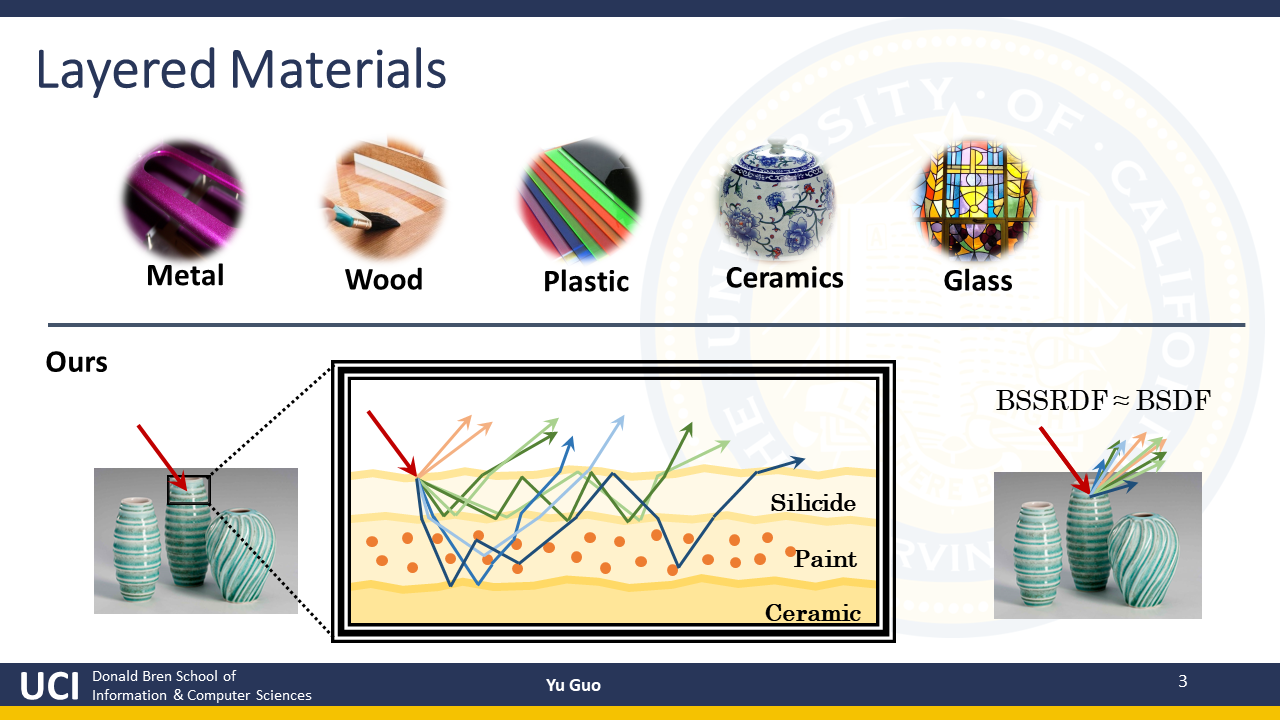 Layered Materials
Metal
Wood
Plastic
Ceramics
Glass
Ours
BSSRDF ≈ BSDF
Silicide
Paint
Ceramic
UCI
Donald Bren School of
Information & Computer Sciences
Yu Guo
3